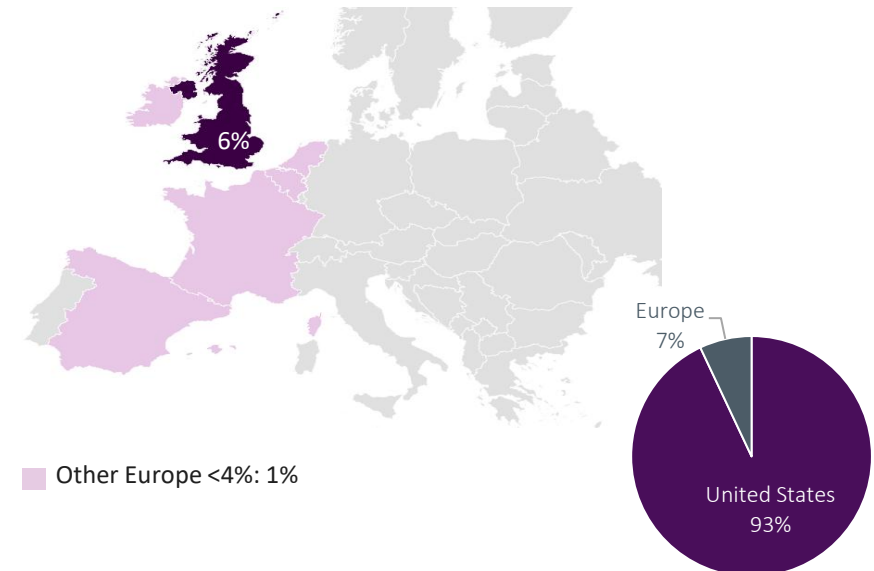 6%
Other Europe <4%: 1%
Europe
7%
United States
93%